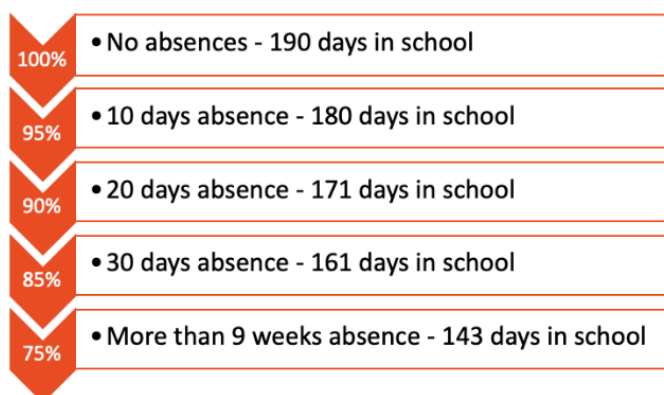 100%
• No absences - 190 days in school
95%
• 10 days absence - 180 days in school
90%
• 20 days absence - 171 days in school
85%
• 30 days absence - 161 days in school
75%
• More than 9 weeks absence - 143 days in school